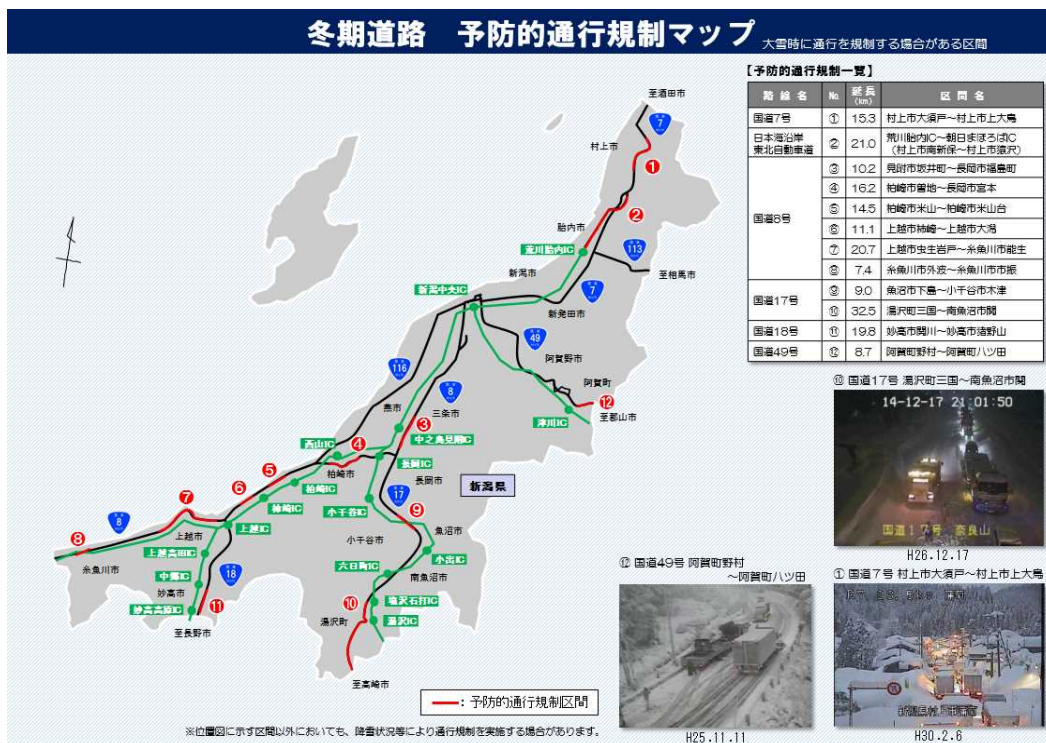 冬期道路　予防的通行規制マップ 大雪時に通行を規制する場合がある区間
【予防的通行規制一覧】
路線名 No. 延長(km) 区間名
国道7号 ① 15.3 村上市大須戸～村上市上大鳥
日本海沿岸東北自動車道 ② 21.0 荒川胎内IC～朝日まほろばIC
(村上市南新保～村上市猿沢)
国道8号 ③ 10.2 見附市坂井町～長岡市福島町
④ 16.2 柏崎市曽地～長岡市宮本
⑤ 14.5 柏崎市米山～柏崎市米山台
⑥ 11.1 上越市柿崎～上越市大潟
⑦ 20.7 上越市虫生岩戸～糸魚川市能生
⑧ 7.4 糸魚川市外波～糸魚川市市振
国道17号 ⑨ 9.0 魚沼市下島～小千谷市木津
⑩ 32.5 湯沢町三国～南魚沼市関
国道18号 ⑪ 19.8 妙高市関川～妙高市猪野山
国道49号 ⑫ 8.7 阿賀町野村～阿賀町八ツ田
至酒田市
7
村上市
1
2
胎内市
荒川胎内IC
113
至相馬市
新潟市
新潟中央IC
7
新発田市
49
阿賀野市
阿賀町
12
至郡山市
津川IC
116
8
燕市
三条市
3
中之島見附IC
西山IC
4
長岡IC
柏崎市
長岡市
新潟県
5
柏崎IC
6
柿崎IC
17
小千谷IC
9
7
8
上越IC
上越市
魚沼市
小千谷市
小出IC
8
糸魚川市
上越高田IC
18
中郷IC
六日町IC
南魚沼市
妙高市
妙高高原IC
11
10
塩沢石打IC
湯沢町
湯沢IC
至長野市
至高崎市
：予防的通行規制区間
※位置図に示す区間以外においても、降雪状況等により通行規制を実施する場合があります。
⑩ 国道17号 湯沢町三国～南魚沼市関
14-12-17 21:01:50
国道17号 奈良山
H26.12.17
⑫ 国道49号 阿賀町野村
～阿賀町八ツ田
H25.11.11
① 国道7号 村上市大須戸～村上市上大鳥
H30.2.6